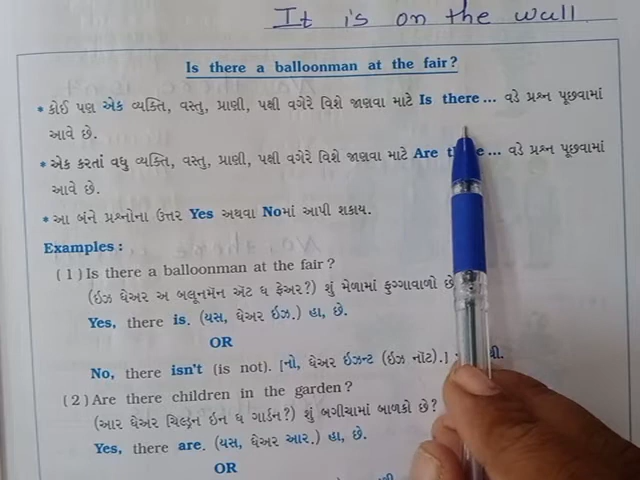 It is on the wall.
Is there a balloonman at the fair?
* કોઈ પણ એક વ્યક્તિ, વસ્તુ, પ્રાણી, પક્ષી વગેરે વિશે જાણવા માટે Is there... વડે પ્રશ્ન પૂછવામાં
આવે છે.
* એક કરતાં વધુ વ્યક્તિ, વસ્તુ, પ્રાણી, પક્ષી વગેરે વિશે જાણવા માટે Are ... વડે પ્રશ્ન પૂછવામાં
આવે છે.
* આ બંને પ્રશ્નોના ઉત્તર Yes અથવા Noમાં આપી શકાય.
Examples :
(1) Is there a balloonman at the fair?
(ઇઝ ધેઅર અ બલૂનમૅન ઍટ ધ ફેઅર?) શું મેળામાં ફુગ્ગાવાળો છે
Yes, there is. (યસ, ધેઅર ઇઝ.) હા, છે.
OR
No, there isn't (is not). [નો, ધેઅર ઇઝન્ટ (ઇઝ નૉટ).]
(2) Are there children in the garden?
(આર ધેઅર ચિલ્ડ્રન ઇન ધ ગાર્ડન?) શું બગીચામાં બાળકો છે?
Yes, there are. (યસ, ધેઅર આર.) હા, છે.
OR